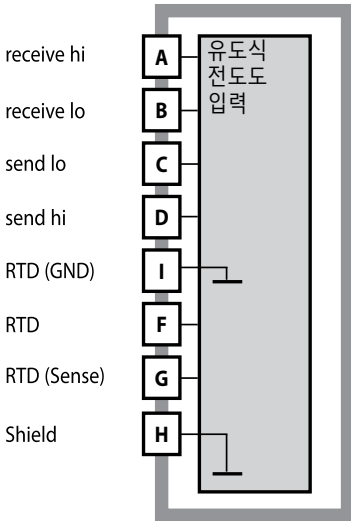 receive hi
A
유도식
전도도
입력
receive lo
B
send lo
C
send hi
D
RTD (GND)
I
RTD
F
RTD (Sense)
G
Shield
H